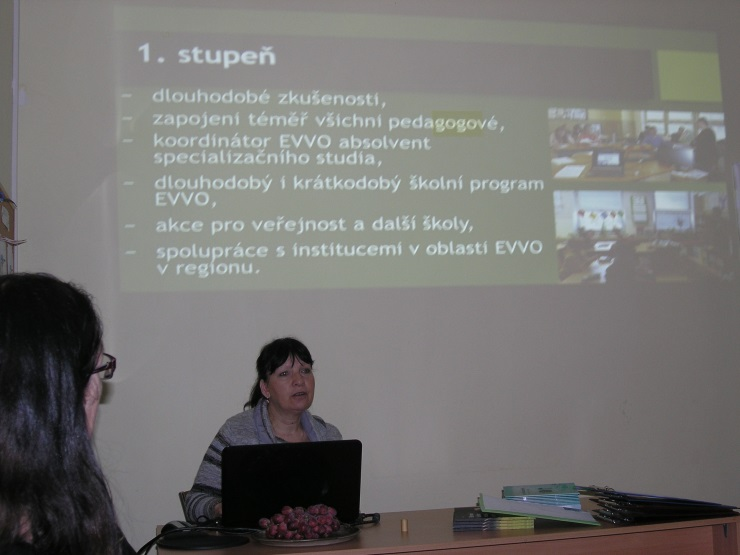 1. stupeň
– dlouhodobé zkušenosti,
– zapojeni téměř všichni pedagogové,
– koordinátor EVVO absolvent
specializačního studia,
– dlouhodobý i krátkodobý školní program
EVVO,
– akce pro veřejnost a další školy,
– spolupráce s institucemi v oblasti EVVO
v regionu.